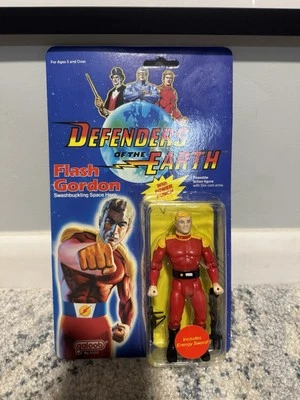 For Ages 5 and Over
DEFENDERS
OF THE
EARTH
Flash
Gordon
Swashbuckling Space Hero
Poseable
action figure
galoob
Includes
Energy Sword!